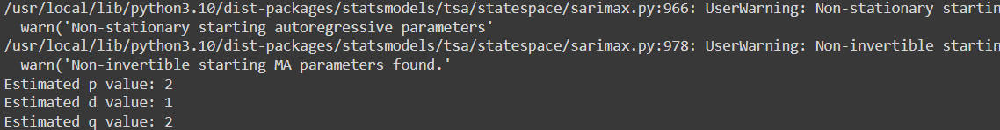 /usr/local/lib/python3.10/dist-packages/statsmodels/tsa/statespace/sarimax.py:966: UserWarning: Non-stationary startin
  warn('Non-stationary starting autoregressive parameters'
/usr/local/lib/python3.10/dist-packages/statsmodels/tsa/statespace/sarimax.py:978: UserWarning: Non-invertible startin
  warn('Non-invertible starting MA parameters found.'
Estimated p value: 2
Estimated d value: 1
Estimated q value: 2